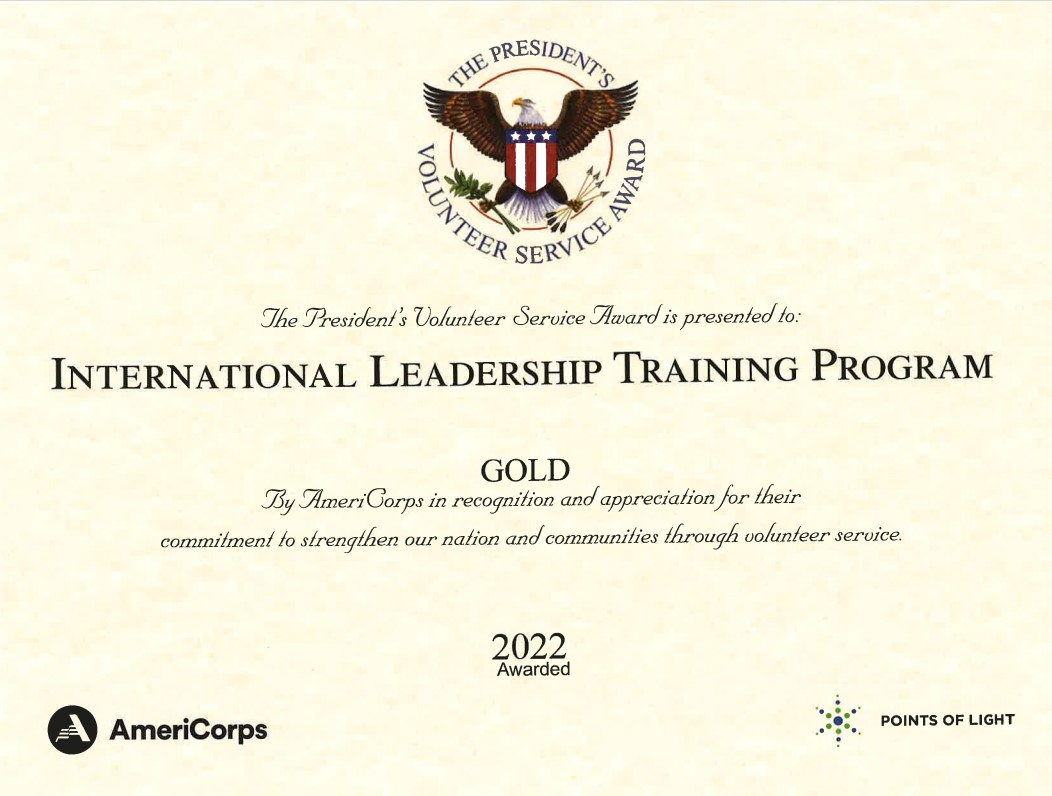 THE PRESIDENT'S
VOLUNTEER SERVICE AWARD
The President's Volunteer Service Award is presented to:
INTERNATIONAL LEADERSHIP TRAINING PROGRAM
GOLD
By AmeriCorps in recognition and appreciation for their
commitment to strengthen our nation and communities through volunteer service.
2022
Awarded
AmeriCorps
POINTS OF LIGHT